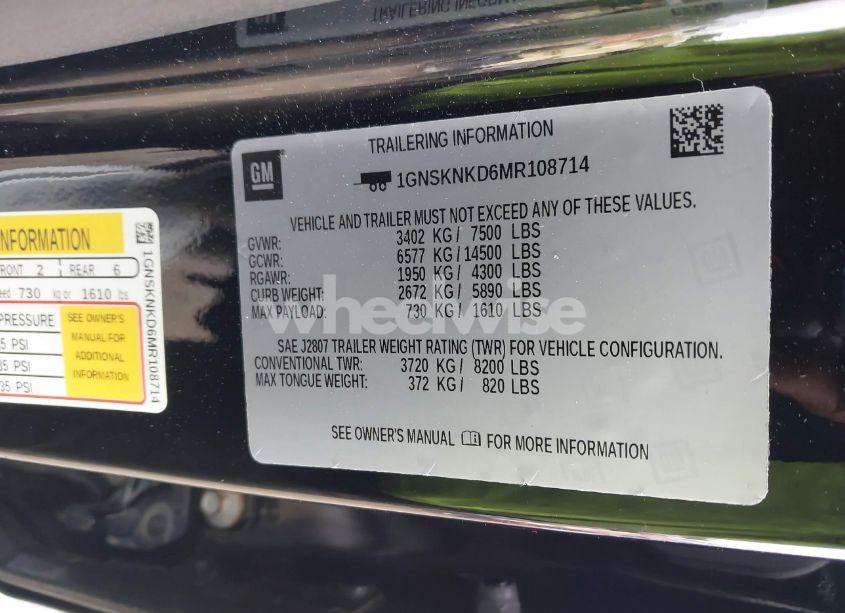 TRAILERING INFORMATION
GM
1GNSKNKD6MR108714
VEHICLE AND TRAILER MUST NOT EXCEED ANY OF THESE VALUES.
GVWR: 3402 KG / 7500 LBS
GCWR: 6577 KG / 14500 LBS
RGAWR: 1950 KG / 4300 LBS
CURB WEIGHT: 2672 KG / 5890 LBS
MAX PAYLOAD: 730 KG / 1610 LBS
SAE J2807 TRAILER WEIGHT RATING (TWR) FOR VEHICLE CONFIGURATION.
CONVENTIONAL TWR: 3720 KG / 8200 LBS
MAX TONGUE WEIGHT: 372 KG / 820 LBS
SEE OWNER'S MANUAL FOR MORE INFORMATION
INFORMATION
FRONT 2 REAR 6
730 kg or 1610 lbs
PRESSURE
5 PSI
35 PSI
35 PSI
SEE OWNER'S
MANUAL FOR
ADDITIONAL
INFORMATION
1GNSKNKD6MR108714
wheelwise
TRAILERING INFORMATION